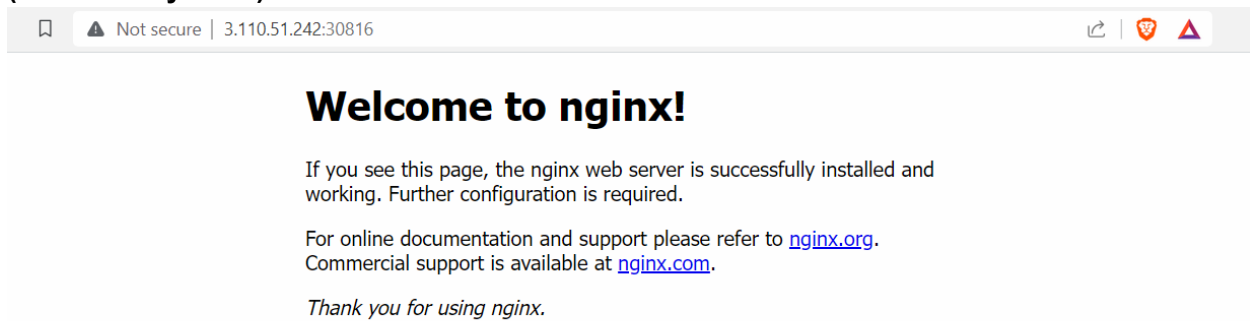 Not secure | 3.110.51.242:30816
Welcome to nginx!
If you see this page, the nginx web server is successfully installed and
working. Further configuration is required.
For online documentation and support please refer to nginx.org.
Commercial support is available at nginx.com.
Thank you for using nginx.